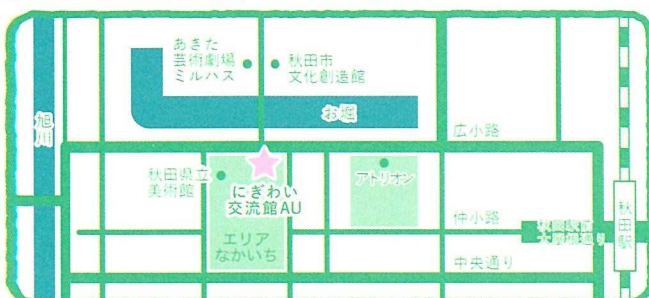 あきた
芸術劇場
ミルハス
秋田市
文化創造館
お堀
旭川
広小路
秋田県立
美術館
にぎわい
交流館AU
アトリオン
エリア
なかいち
仲小路
秋田駅
中央通り